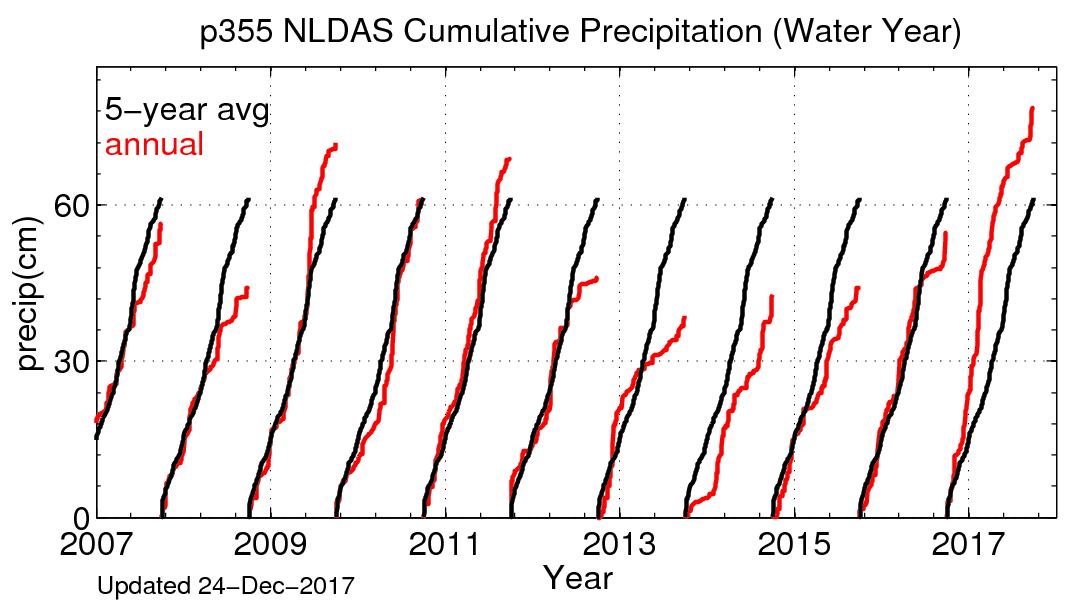 p355 NLDAS Cumulative Precipitation (Water Year)
5−year avg
annual
precip(cm)
60
30
0
2007 2009 2011 2013 2015 2017
Year
Updated 24−Dec−2017